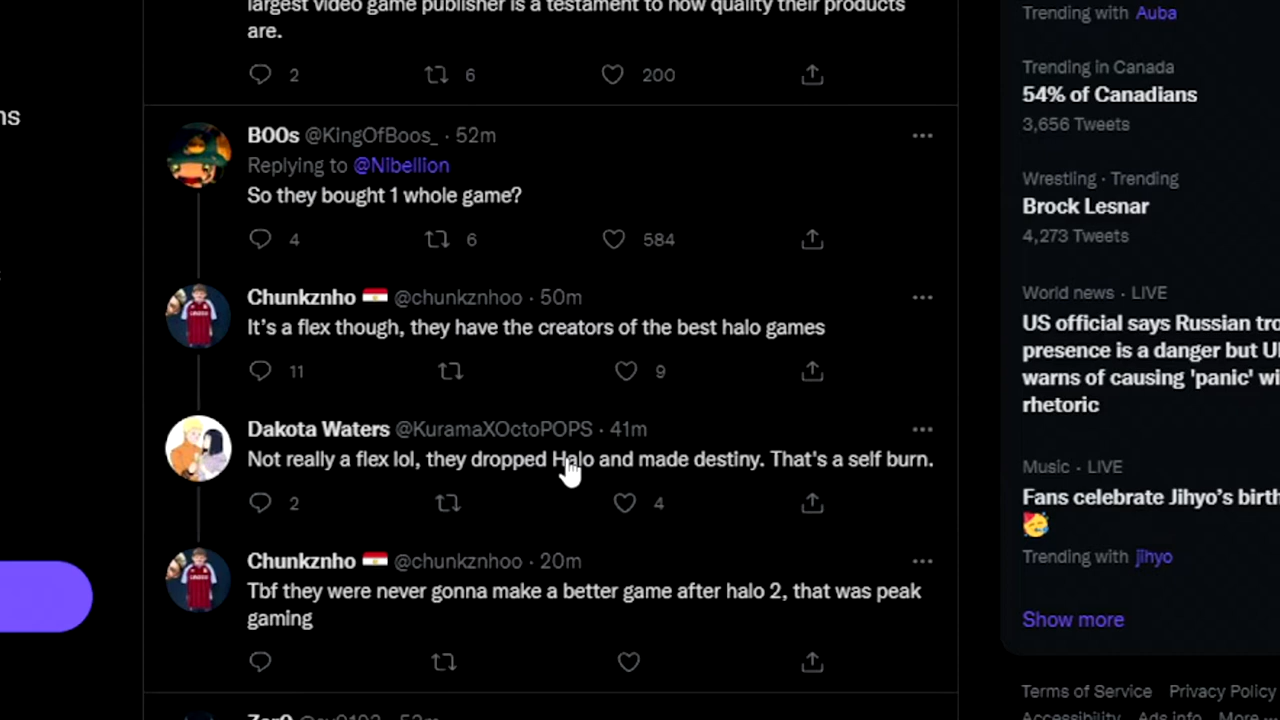 largest video game publisher is a testament to how quality their products
are.
2 6 200
B00s @KingOfBoos_ · 52m
Replying to @Nibellion
So they bought 1 whole game?
4 6 584
Chunkznho @chunkznhoo · 50m
It's a flex though, they have the creators of the best halo games
11 9
Dakota Waters @KuramaXOctoPOPS · 41m
Not really a flex lol, they dropped Halo and made destiny. That's a self burn.
2 4
Chunkznho @chunkznhoo · 20m
Tbf they were never gonna make a better game after halo 2, that was peak
gaming
Trending with Auba
Trending in Canada
54% of Canadians
3,656 Tweets
Wrestling · Trending
Brock Lesnar
4,273 Tweets
World news · LIVE
US official says Russian tro
presence is a danger but U
warns of causing 'panic' wi
rhetoric
Music · LIVE
Fans celebrate Jihyo's birth
Trending with jihyo
Show more
Terms of Service Privacy Policy
Accessibility Ads info More